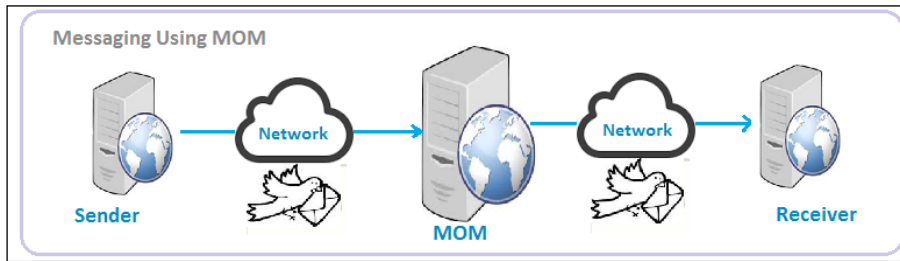 Messaging Using MOM
Network
Network
Sender
MOM
Receiver